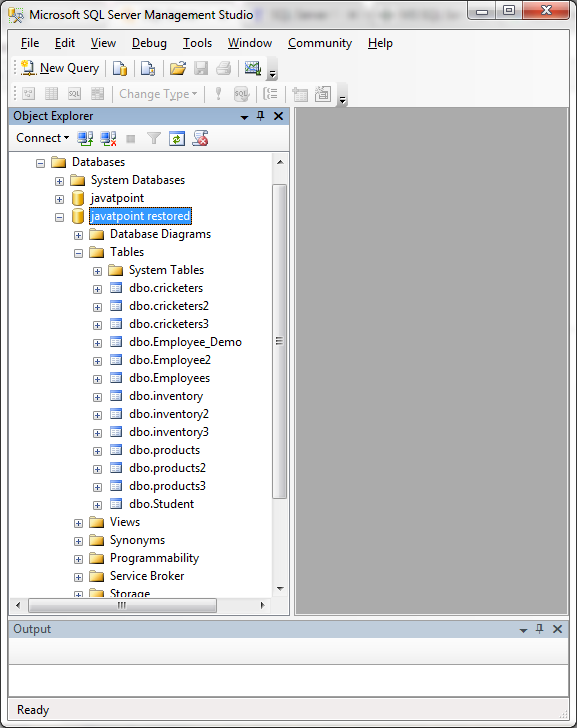 Microsoft SQL Server Management Studio
File Edit View Debug Tools Window Community Help
New Query
Change Type
Object Explorer
Connect
Databases
System Databases
javatpoint
javatpoint restored
Database Diagrams
Tables
System Tables
dbo.cricketers
dbo.cricketers2
dbo.cricketers3
dbo.Employee_Demo
dbo.Employee2
dbo.Employees
dbo.inventory
dbo.inventory2
dbo.inventory3
dbo.products
dbo.products2
dbo.products3
dbo.Student
Views
Synonyms
Programmability
Service Broker
Storage
Output
Ready